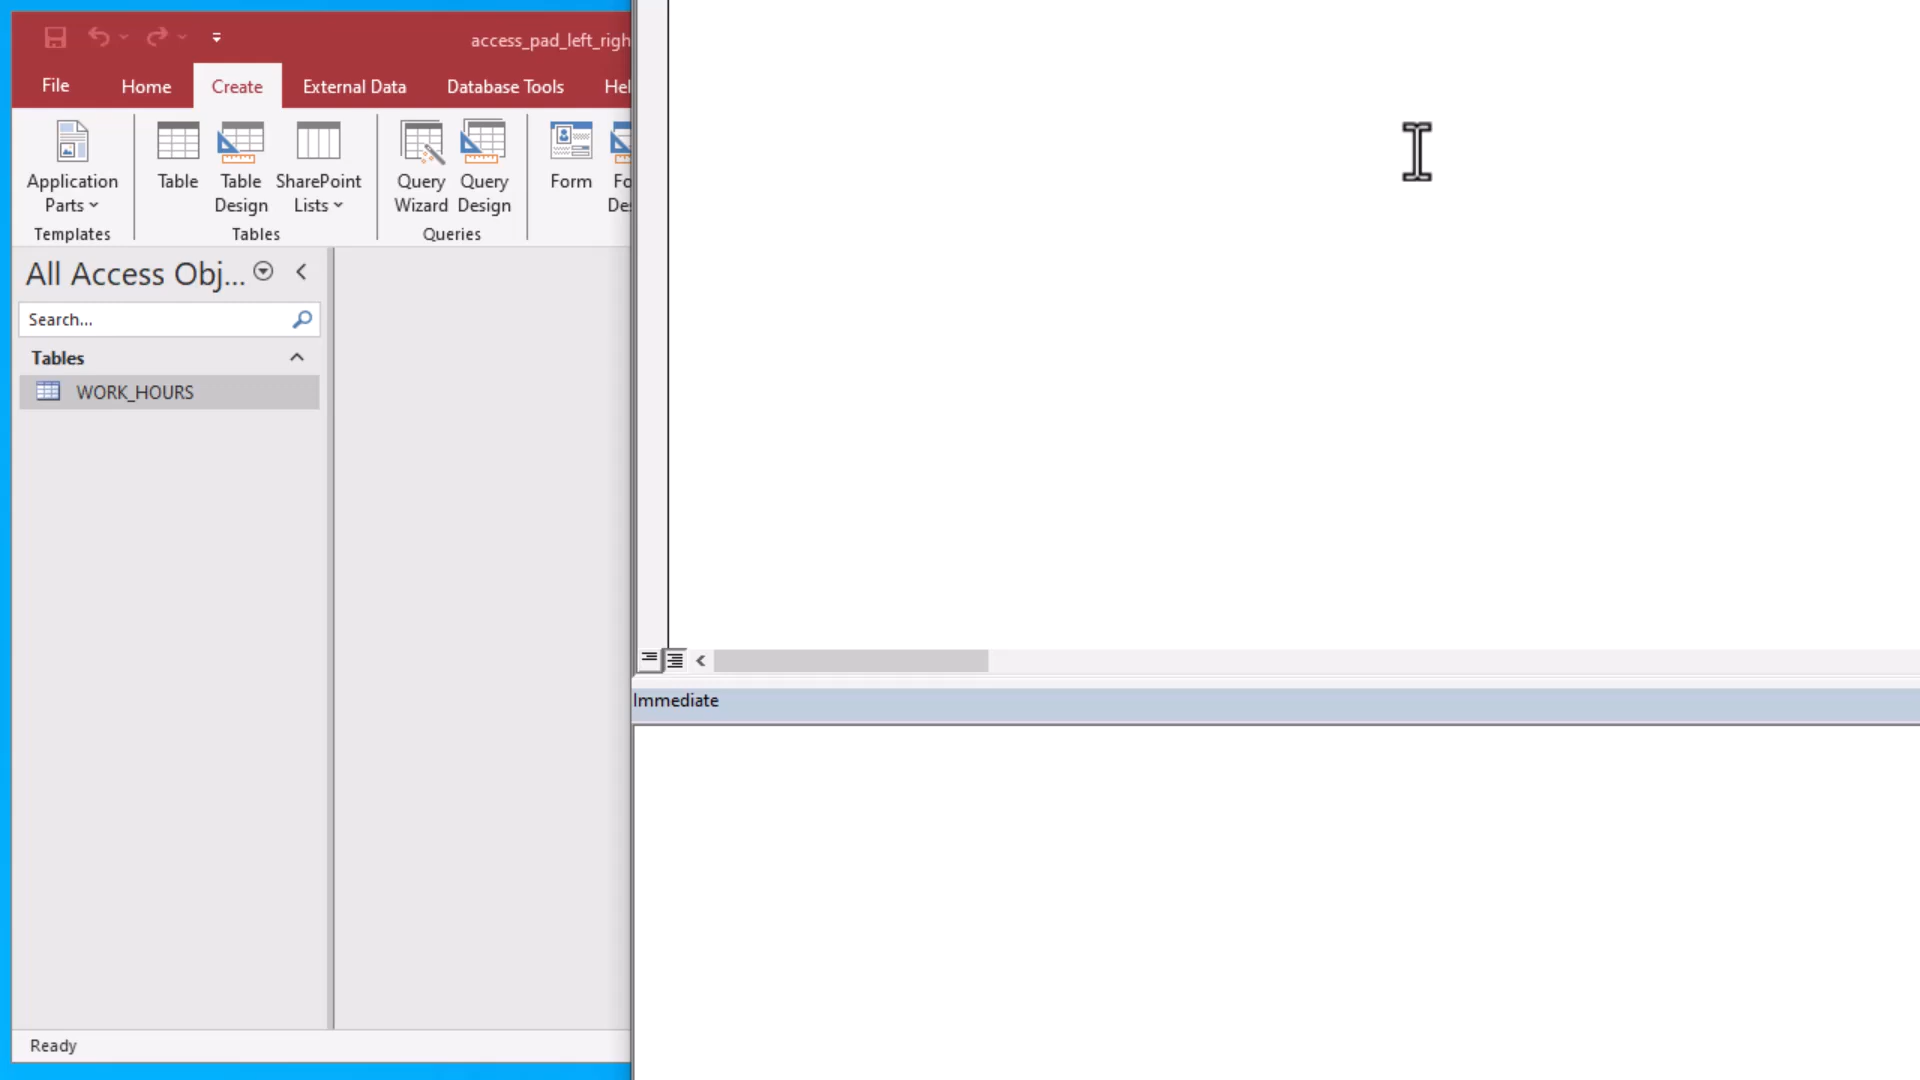 access_pad_left_righ
File Home Create External Data Database Tools Hel
Application Parts
Table
Table Design
SharePoint Lists
Query Wizard
Query Design
Form
Fo
Des
Templates
Tables
Queries
All Access Obj...
Search...
Tables
WORK_HOURS
Immediate
Ready